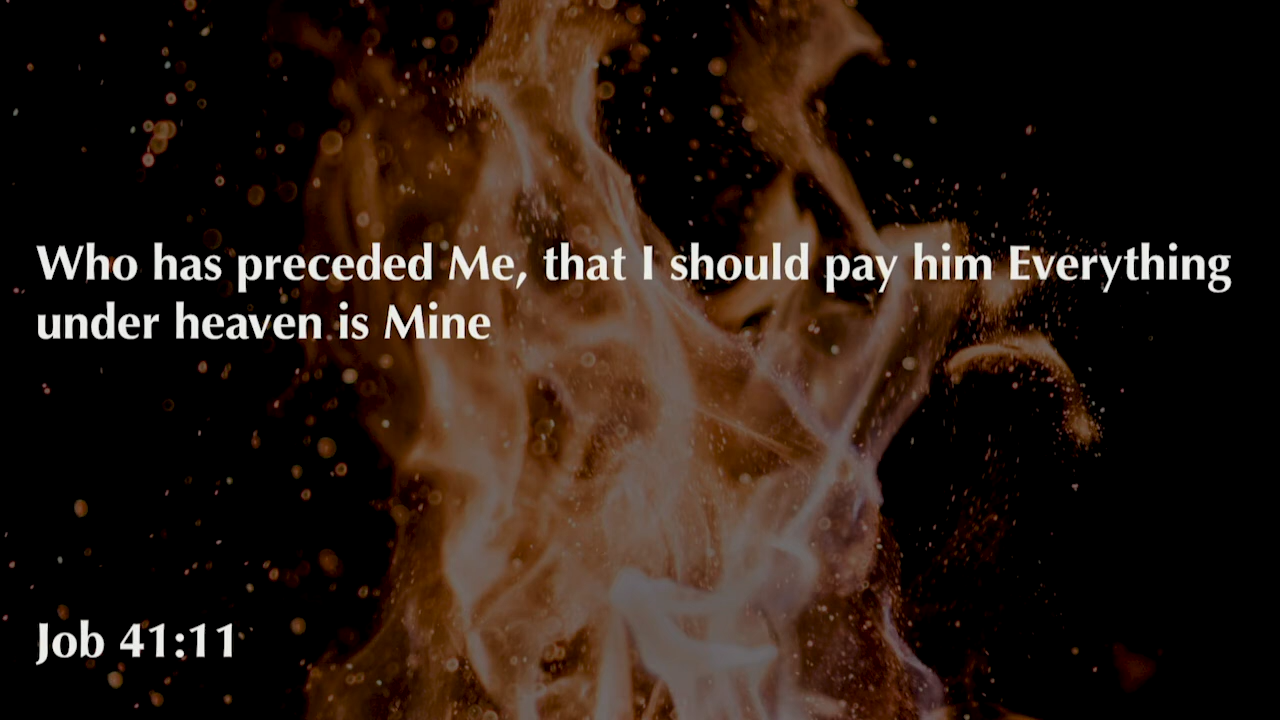 Who has preceded Me, that I should pay him Everything
under heaven is Mine
Job 41:11